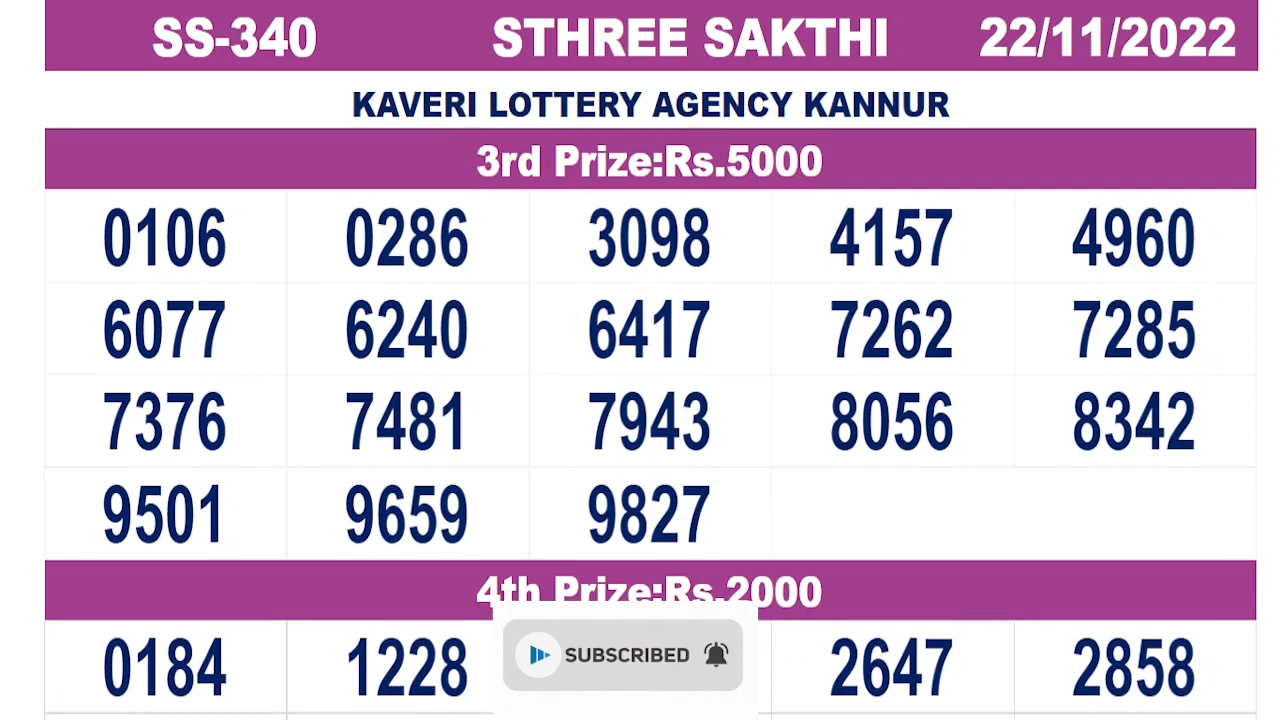 SS-340 STHREE SAKTHI 22/11/2022
KAVERI LOTTERY AGENCY KANNUR
3rd Prize:Rs.5000
0106 0286 3098 4157 4960
6077 6240 6417 7262 7285
7376 7481 7943 8056 8342
9501 9659 9827
4th Prize:Rs.2000
0184 1228 2647 2858
SUBSCRIBED